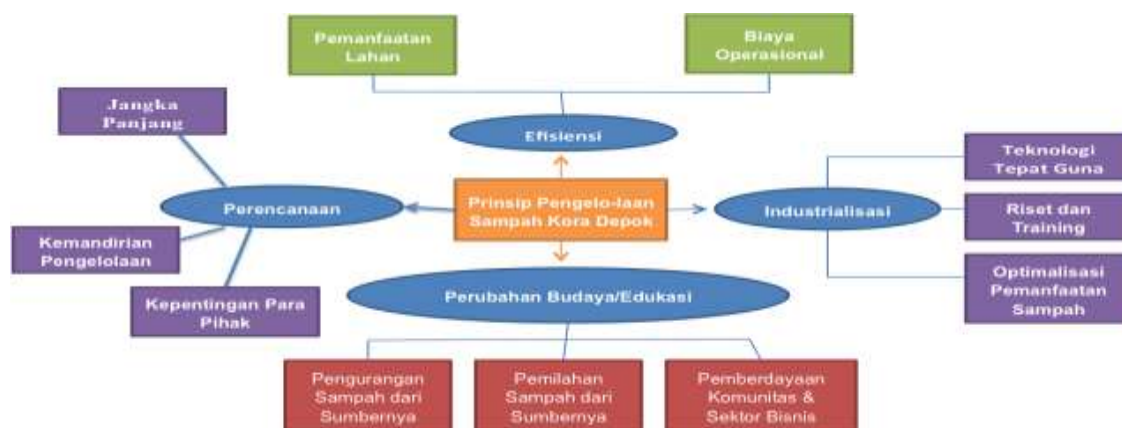 Pemanfaatan
Lahan
Biaya
Operasional
Jangka
Panjang
Efisiensi
Teknologi
Tepat Guna
Perencanaan
Prinsip Pengelo-laan
Sampah Kora Depok
Industrialisasi
Riset dan
Training
Kemandirian
Pengelolaan
Kepentingan Para
Pihak
Perubahan Budaya/Edukasi
Optimalisasi
Pemanfaatan
Sampah
Pengurangan
Sampah dari
Sumbernya
Pemilahan
Sampah dari
Sumbernya
Pemberdayaan
Komunitas &
Sektor Bisnis